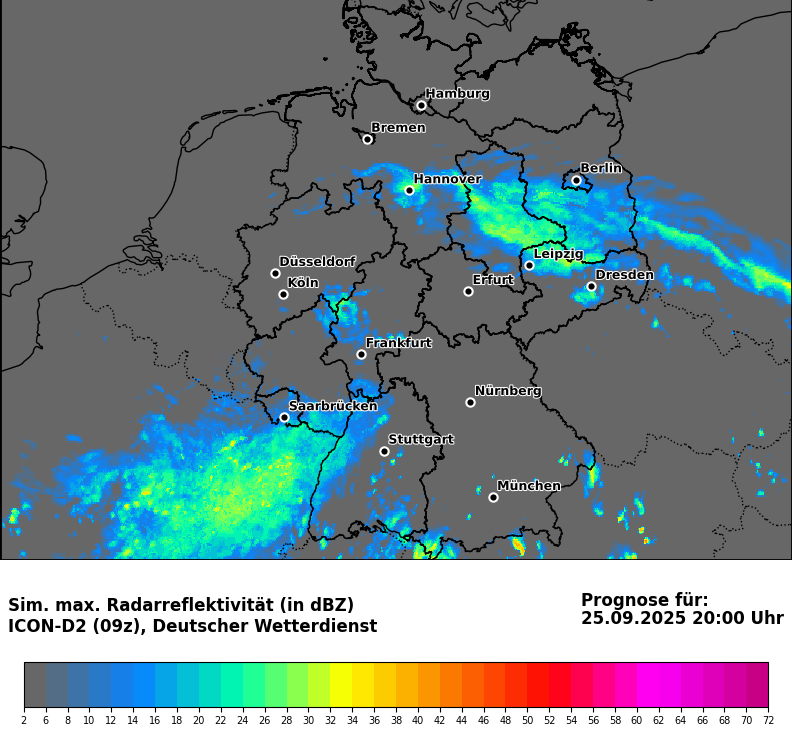 Hamburg
Bremen
Berlin
Hannover
Leipzig
Düsseldorf
Dresden
Köln
Erfurt
Frankfurt
Nürnberg
Saarbrücken
Stuttgart
München
Sim. max. Radarreflektivität (in dBZ)
ICON-D2 (09z), Deutscher Wetterdienst
Prognose für:
25.09.2025 20:00 Uhr
2 6 8 10 12 14 16 18 20 22 24 26 28 30 32 34 36 38 40 42 44 46 48 50 52 54 56 58 60 62 64 66 68 70 72